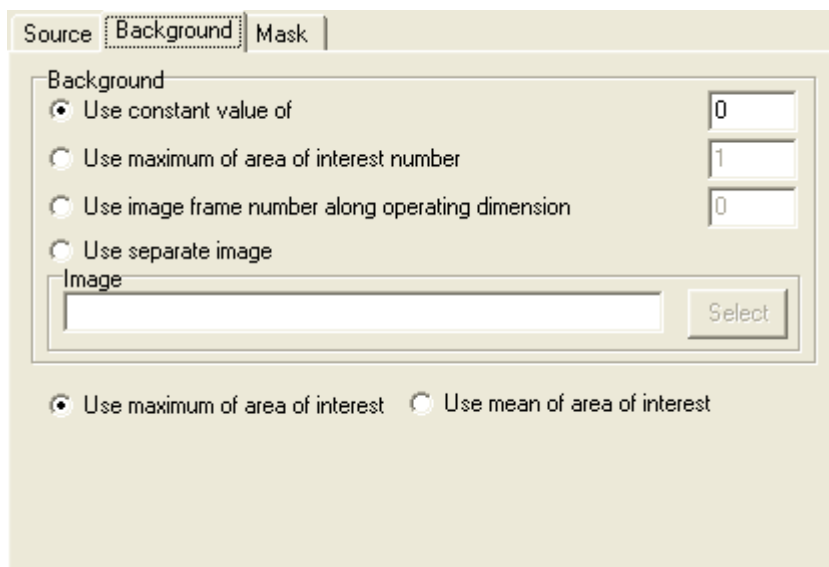 Source Background Mask
Background
Use constant value of 0
Use maximum of area of interest number 1
Use image frame number along operating dimension 0
Use separate image
Image
Select
Use maximum of area of interest Use mean of area of interest